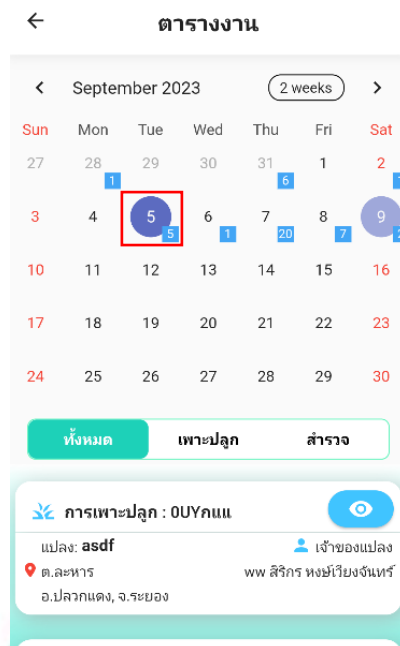 ตารางงาน
September 2023 2 weeks
Sun Mon Tue Wed Thu Fri Sat
27 28 29 30 31 1 2
1 6 1
3 4 5 6 7 8 9
5 1 20 7 2
10 11 12 13 14 15 16
17 18 19 20 21 22 23
24 25 26 27 28 29 30
ทั้งหมด เพาะปลูก สำรวจ
การเพาะปลูก : 0UYกแแ
แปลง: asdf เจ้าของแปลง
ต.ละหาร ww สิริกร หงษ์เวียงจันทร์
อ.ปลวกแดง, จ.ระยอง